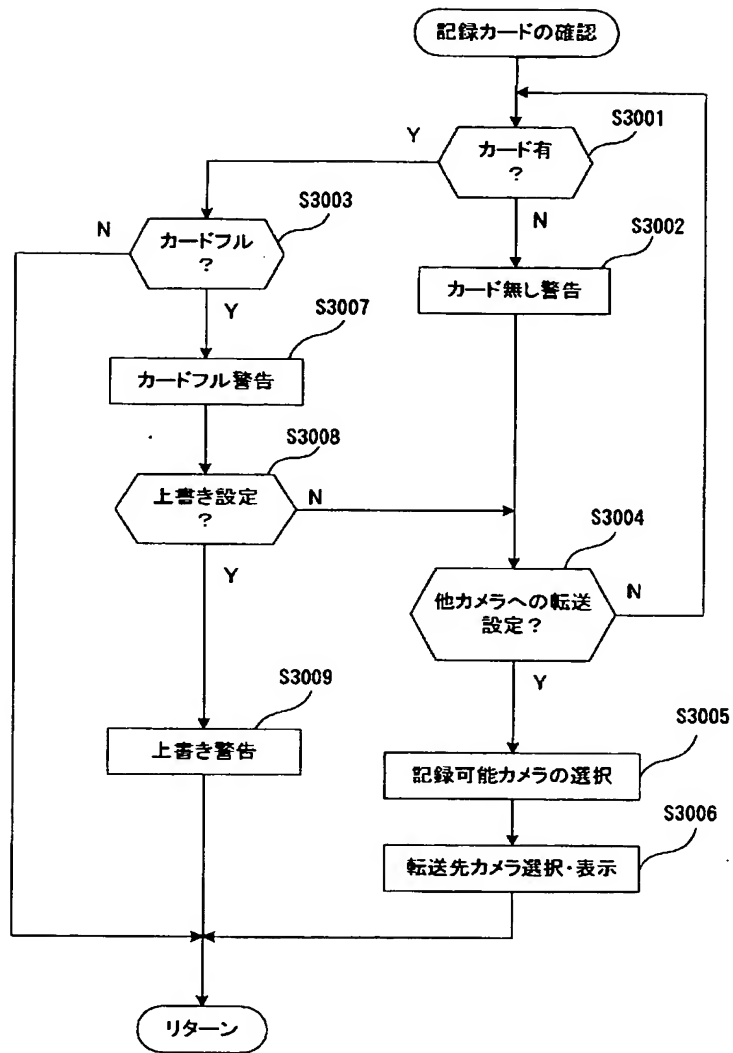 記録カードの確認
S3001
Y
カード有
?
S3003
N
カードフル
?
N
S3002
カード無し警告
Y
S3007
カードフル警告
S3008
上書き設定
?
N
S3004
Y
他カメラへの転送
設定?
N
Y
S3009
上書き警告
S3005
記録可能カメラの選択
S3006
転送先カメラ選択・表示
リターン